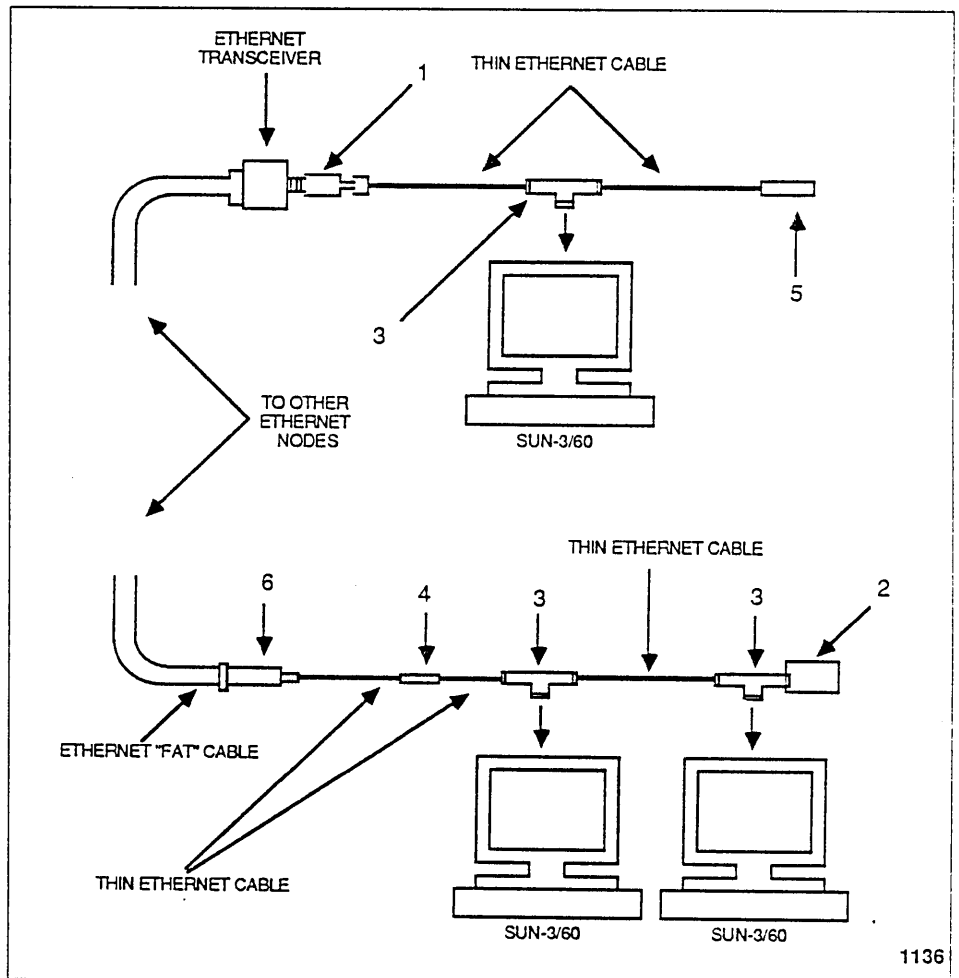 ETHERNET
TRANSCEIVER
1
THIN ETHERNET CABLE
3
5
SUN-3/60
TO OTHER
ETHERNET
NODES
THIN ETHERNET CABLE
6
4
3
3
2
ETHERNET "FAT" CABLE
THIN ETHERNET CABLE
SUN-3/60
SUN-3/60
1136